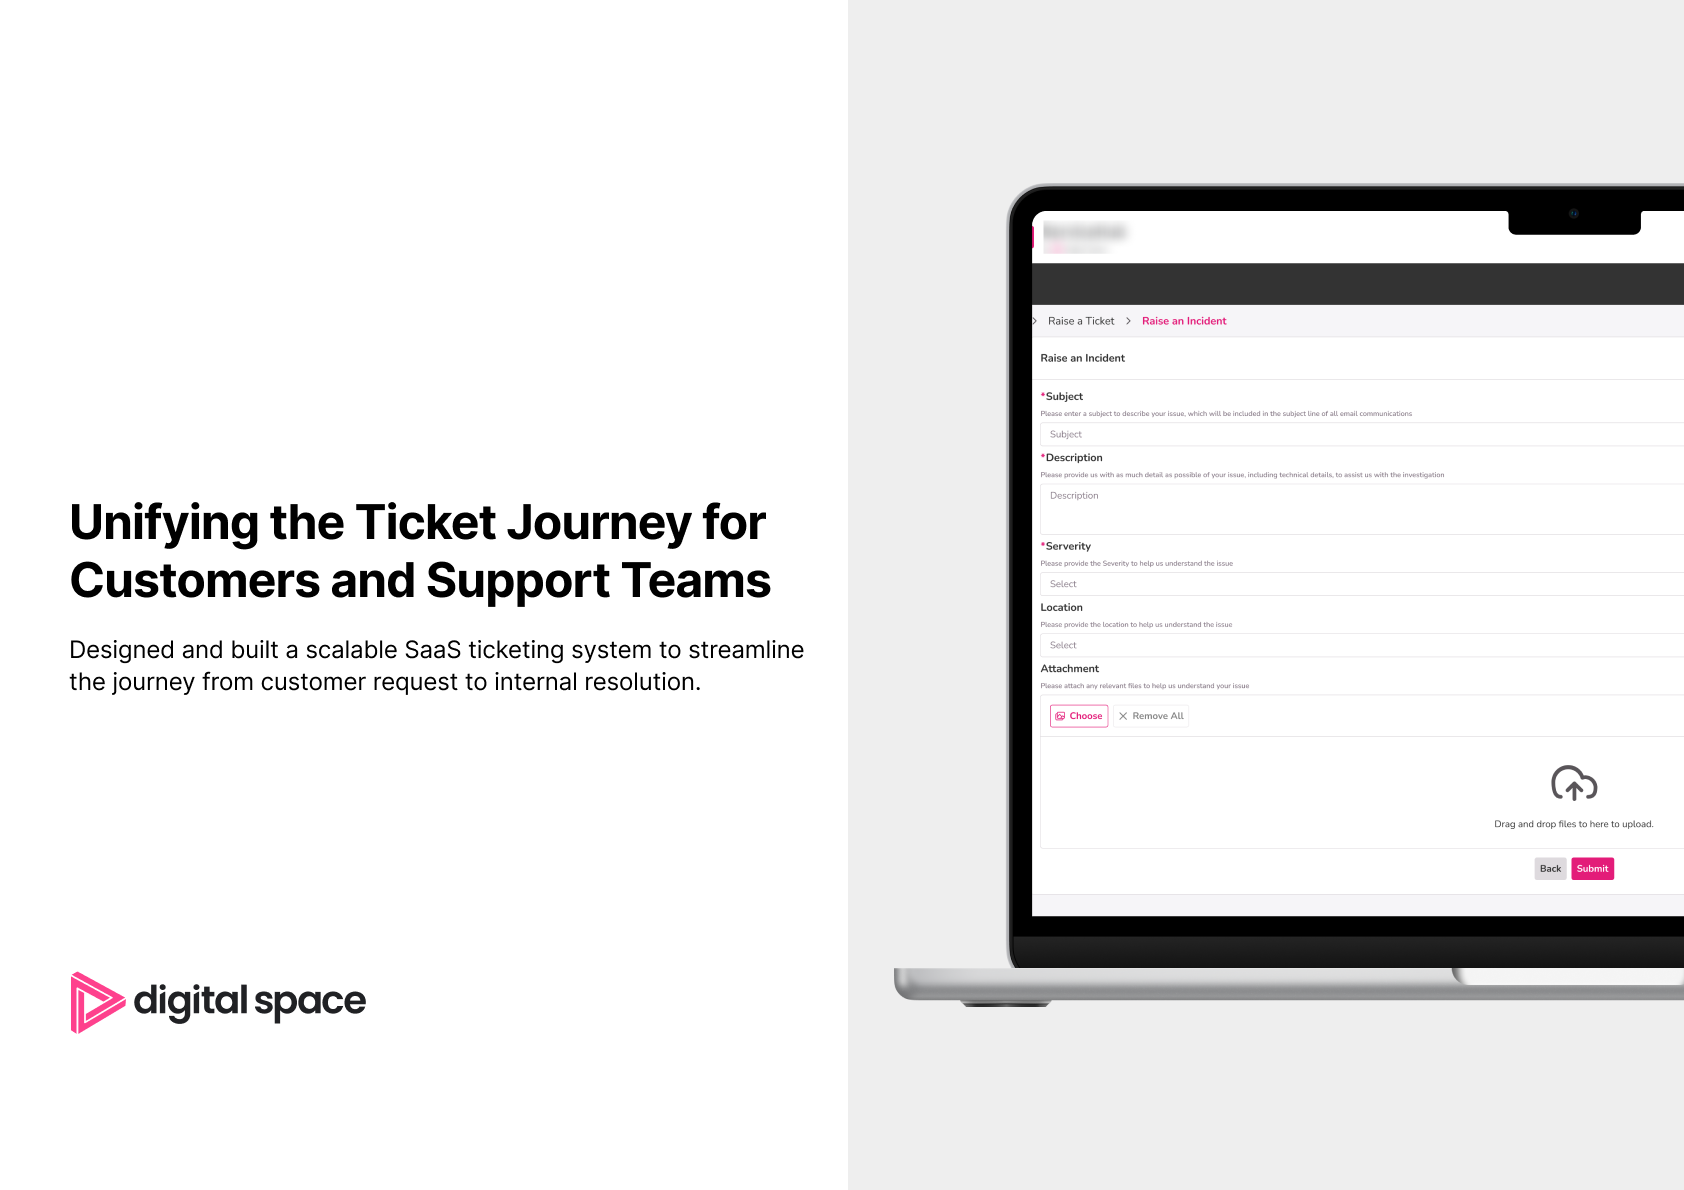 Unifying the Ticket Journey for
Customers and Support Teams
Designed and built a scalable SaaS ticketing system to streamline
the journey from customer request to internal resolution.
digital space
Raise a Ticket > Raise an Incident
Raise an Incident
*Subject
Please enter a subject to describe your issue, which will be included in the subject line of all email communications
Subject
*Description
Please provide us with as much detail as possible of your issue, including technical details, to assist us with the investigation
Description
*Serverity
Please provide the Severity to help us understand the issue
Select
Location
Please provide the location to help us understand the issue
Select
Attachment
Please attach any relevant files to help us understand your issue
Choose Remove All
Drag and drop files to here to upload.
Back Submit